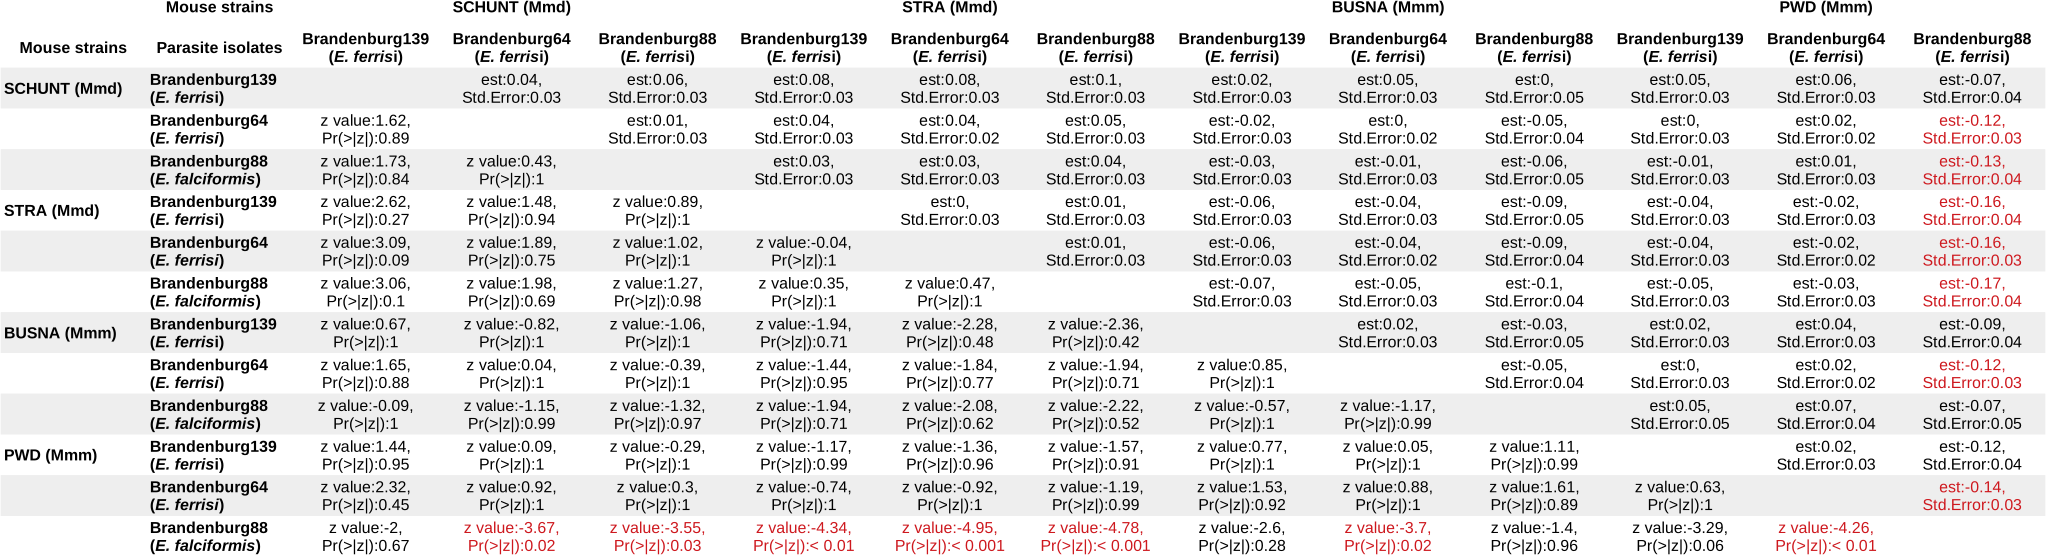 Mouse strains SCHUNT (Mmd) STRA (Mmd) BUSNA (Mmm) PWD (Mmm)
Brandenburg139 Brandenburg64 Brandenburg88 Brandenburg139 Brandenburg64 Brandenburg88 Brandenburg139 Brandenburg64 Brandenburg88 Brandenburg139 Brandenburg64 Brandenburg88
Mouse strains Parasite isolates (E. ferrisi) (E. ferrisi) (E. ferrisi) (E. ferrisi) (E. ferrisi) (E. ferrisi) (E. ferrisi) (E. ferrisi) (E. ferrisi) (E. ferrisi) (E. ferrisi) (E. ferrisi)
SCHUNT (Mmd) Brandenburg139 est:0.04, est:0.06, est:0.08, est:0.08, est:0.1, est:0.02, est:0.05, est:0, est:0.05, est:0.06, est:-0.07,
(E. ferrisi) Std.Error:0.03 Std.Error:0.03 Std.Error:0.03 Std.Error:0.03 Std.Error:0.03 Std.Error:0.03 Std.Error:0.03 Std.Error:0.05 Std.Error:0.03 Std.Error:0.03 Std.Error:0.04
Brandenburg64 z value:1.62, est:0.01, est:0.04, est:0.04, est:0.05, est:-0.02, est:0, est:-0.05, est:0, est:0.02, est:-0.12,
(E. ferrisi) Pr(>|z|):0.89 Std.Error:0.03 Std.Error:0.03 Std.Error:0.02 Std.Error:0.03 Std.Error:0.03 Std.Error:0.02 Std.Error:0.04 Std.Error:0.03 Std.Error:0.02 Std.Error:0.03
Brandenburg88 z value:1.73, z value:0.43, est:0.03, est:0.03, est:0.04, est:-0.03, est:-0.01, est:-0.06, est:-0.01, est:0.01, est:-0.13,
(E. falciformis) Pr(>|z|):0.84 Pr(>|z|):1 Std.Error:0.03 Std.Error:0.03 Std.Error:0.03 Std.Error:0.03 Std.Error:0.03 Std.Error:0.05 Std.Error:0.03 Std.Error:0.03 Std.Error:0.04
STRA (Mmd) Brandenburg139 z value:2.62, z value:1.48, z value:0.89, est:0, est:0.01, est:-0.06, est:-0.04, est:-0.09, est:-0.04, est:-0.02, est:-0.16,
(E. ferrisi) Pr(>|z|):0.27 Pr(>|z|):0.94 Pr(>|z|):1 Std.Error:0.03 Std.Error:0.03 Std.Error:0.03 Std.Error:0.03 Std.Error:0.05 Std.Error:0.03 Std.Error:0.03 Std.Error:0.04
Brandenburg64 z value:3.09, z value:1.89, z value:1.02, z value:-0.04, est:0.01, est:-0.06, est:-0.04, est:-0.09, est:-0.04, est:-0.02, est:-0.16,
(E. ferrisi) Pr(>|z|):0.09 Pr(>|z|):0.75 Pr(>|z|):1 Pr(>|z|):1 Std.Error:0.03 Std.Error:0.03 Std.Error:0.02 Std.Error:0.04 Std.Error:0.03 Std.Error:0.02 Std.Error:0.03
Brandenburg88 z value:3.06, z value:1.98, z value:1.27, z value:0.35, z value:0.47, est:-0.07, est:-0.05, est:-0.1, est:-0.05, est:-0.03, est:-0.17,
(E. falciformis) Pr(>|z|):0.1 Pr(>|z|):0.69 Pr(>|z|):0.98 Pr(>|z|):1 Pr(>|z|):1 Std.Error:0.03 Std.Error:0.03 Std.Error:0.04 Std.Error:0.03 Std.Error:0.03 Std.Error:0.04
BUSNA (Mmm) Brandenburg139 z value:0.67, z value:-0.82, z value:-1.06, z value:-1.94, z value:-2.28, z value:-2.36, est:0.02, est:-0.03, est:0.02, est:0.04, est:-0.09,
(E. ferrisi) Pr(>|z|):1 Pr(>|z|):1 Pr(>|z|):1 Pr(>|z|):0.71 Pr(>|z|):0.48 Pr(>|z|):0.42 Std.Error:0.03 Std.Error:0.05 Std.Error:0.03 Std.Error:0.03 Std.Error:0.04
Brandenburg64 z value:1.65, z value:0.04, z value:-0.39, z value:-1.44, z value:-1.84, z value:-1.94, z value:0.85, est:-0.05, est:0, est:0.02, est:-0.12,
(E. ferrisi) Pr(>|z|):0.88 Pr(>|z|):1 Pr(>|z|):1 Pr(>|z|):0.95 Pr(>|z|):0.77 Pr(>|z|):0.71 Pr(>|z|):1 Std.Error:0.04 Std.Error:0.03 Std.Error:0.02 Std.Error:0.03
Brandenburg88 z value:-0.09, z value:-1.15, z value:-1.32, z value:-1.94, z value:-2.08, z value:-2.22, z value:-0.57, z value:-1.17, est:0.05, est:0.07, est:-0.07,
(E. falciformis) Pr(>|z|):1 Pr(>|z|):0.99 Pr(>|z|):0.97 Pr(>|z|):0.71 Pr(>|z|):0.62 Pr(>|z|):0.52 Pr(>|z|):1 Pr(>|z|):0.99 Std.Error:0.05 Std.Error:0.04 Std.Error:0.05
PWD (Mmm) Brandenburg139 z value:1.44, z value:0.09, z value:-0.29, z value:-1.17, z value:-1.36, z value:-1.57, z value:0.77, z value:0.05, z value:1.11, est:0.02, est:-0.12,
(E. ferrisi) Pr(>|z|):0.95 Pr(>|z|):1 Pr(>|z|):1 Pr(>|z|):0.99 Pr(>|z|):0.96 Pr(>|z|):0.91 Pr(>|z|):1 Pr(>|z|):1 Pr(>|z|):0.99 Std.Error:0.03 Std.Error:0.04
Brandenburg64 z value:2.32, z value:0.92, z value:0.3, z value:-0.74, z value:-0.92, z value:-1.19, z value:1.53, z value:0.88, z value:1.61, z value:0.63, est:-0.14,
(E. ferrisi) Pr(>|z|):0.45 Pr(>|z|):1 Pr(>|z|):1 Pr(>|z|):1 Pr(>|z|):1 Pr(>|z|):0.99 Pr(>|z|):0.92 Pr(>|z|):1 Pr(>|z|):0.89 Pr(>|z|):1 Std.Error:0.03
Brandenburg88 z value:-2, z value:-3.67, z value:-3.55, z value:-4.34, z value:-4.95, z value:-4.78, z value:-2.6, z value:-3.7, z value:-1.4, z value:-3.29, z value:-4.26,
(E. falciformis) Pr(>|z|):0.67 Pr(>|z|):0.02 Pr(>|z|):0.03 Pr(>|z|):< 0.01 Pr(>|z|):< 0.001 Pr(>|z|):< 0.001 Pr(>|z|):0.28 Pr(>|z|):0.02 Pr(>|z|):0.96 Pr(>|z|):0.06 Pr(>|z|):< 0.01